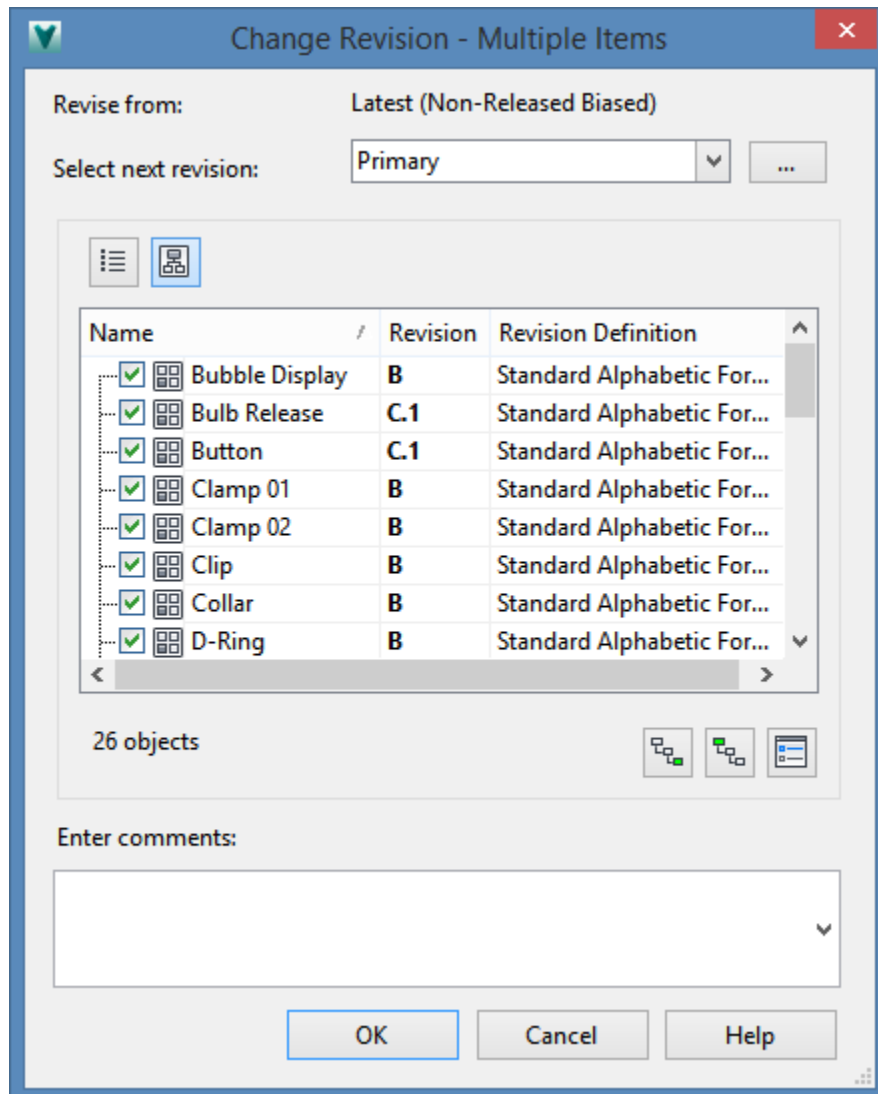 Change Revision - Multiple Items
Revise from: Latest (Non-Released Biased)
Select next revision: Primary ...
Name Revision Revision Definition
Bubble Display B Standard Alphabetic For...
Bulb Release C.1 Standard Alphabetic For...
Button C.1 Standard Alphabetic For...
Clamp 01 B Standard Alphabetic For...
Clamp 02 B Standard Alphabetic For...
Clip B Standard Alphabetic For...
Collar B Standard Alphabetic For...
D-Ring B Standard Alphabetic For...
26 objects
Enter comments:
OK Cancel Help